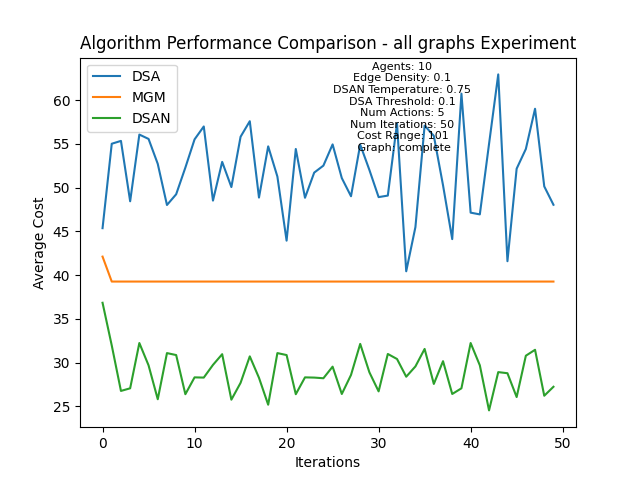 Algorithm Performance Comparison - all graphs Experiment
DSA
MGM
DSAN
Agents: 10
Edge Density: 0.1
DSAN Temperature: 0.75
DSA Threshold: 0.1
Num Actions: 5
Num Iterations: 50
Cost Range: 101
Graph: complete
Average Cost
60
55
50
45
40
35
30
25
0
10
20
30
40
50
Iterations